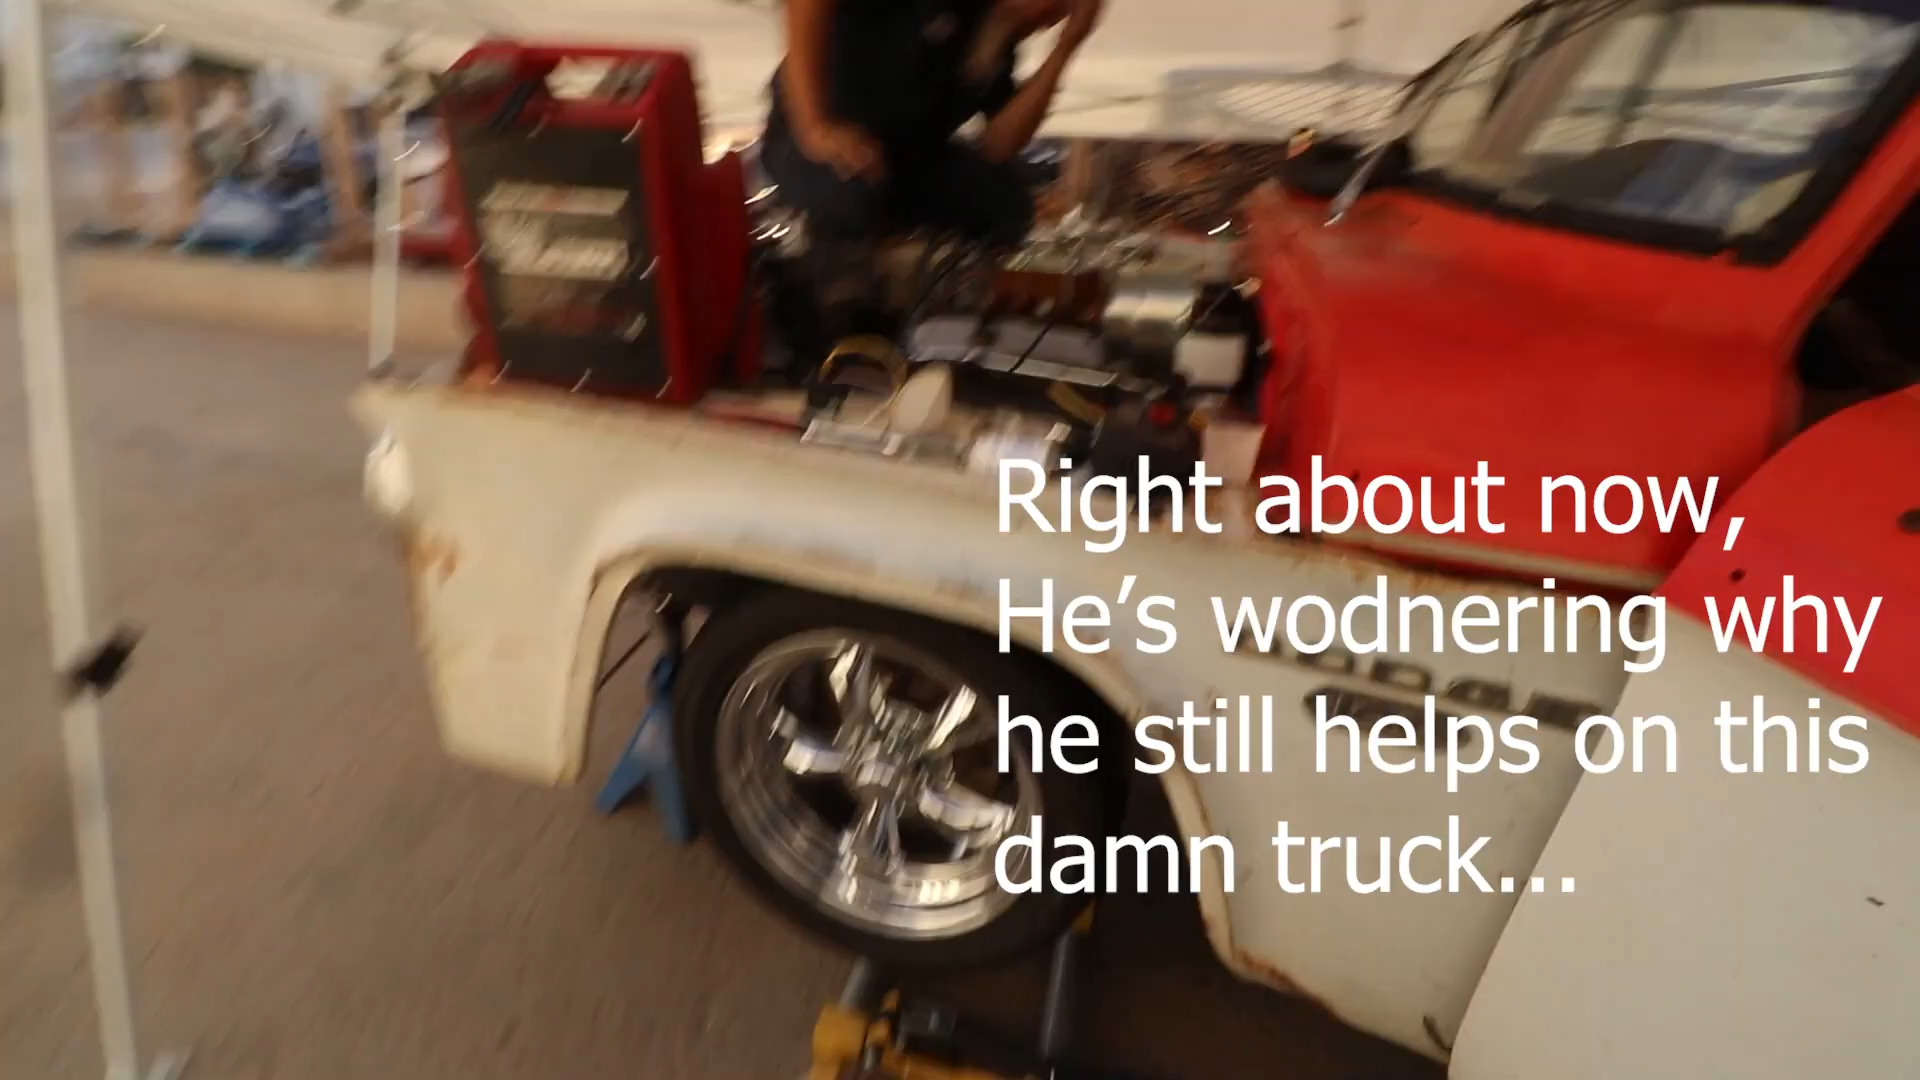 Right about now,
He's wodnering why
he still helps on this
damn truck...